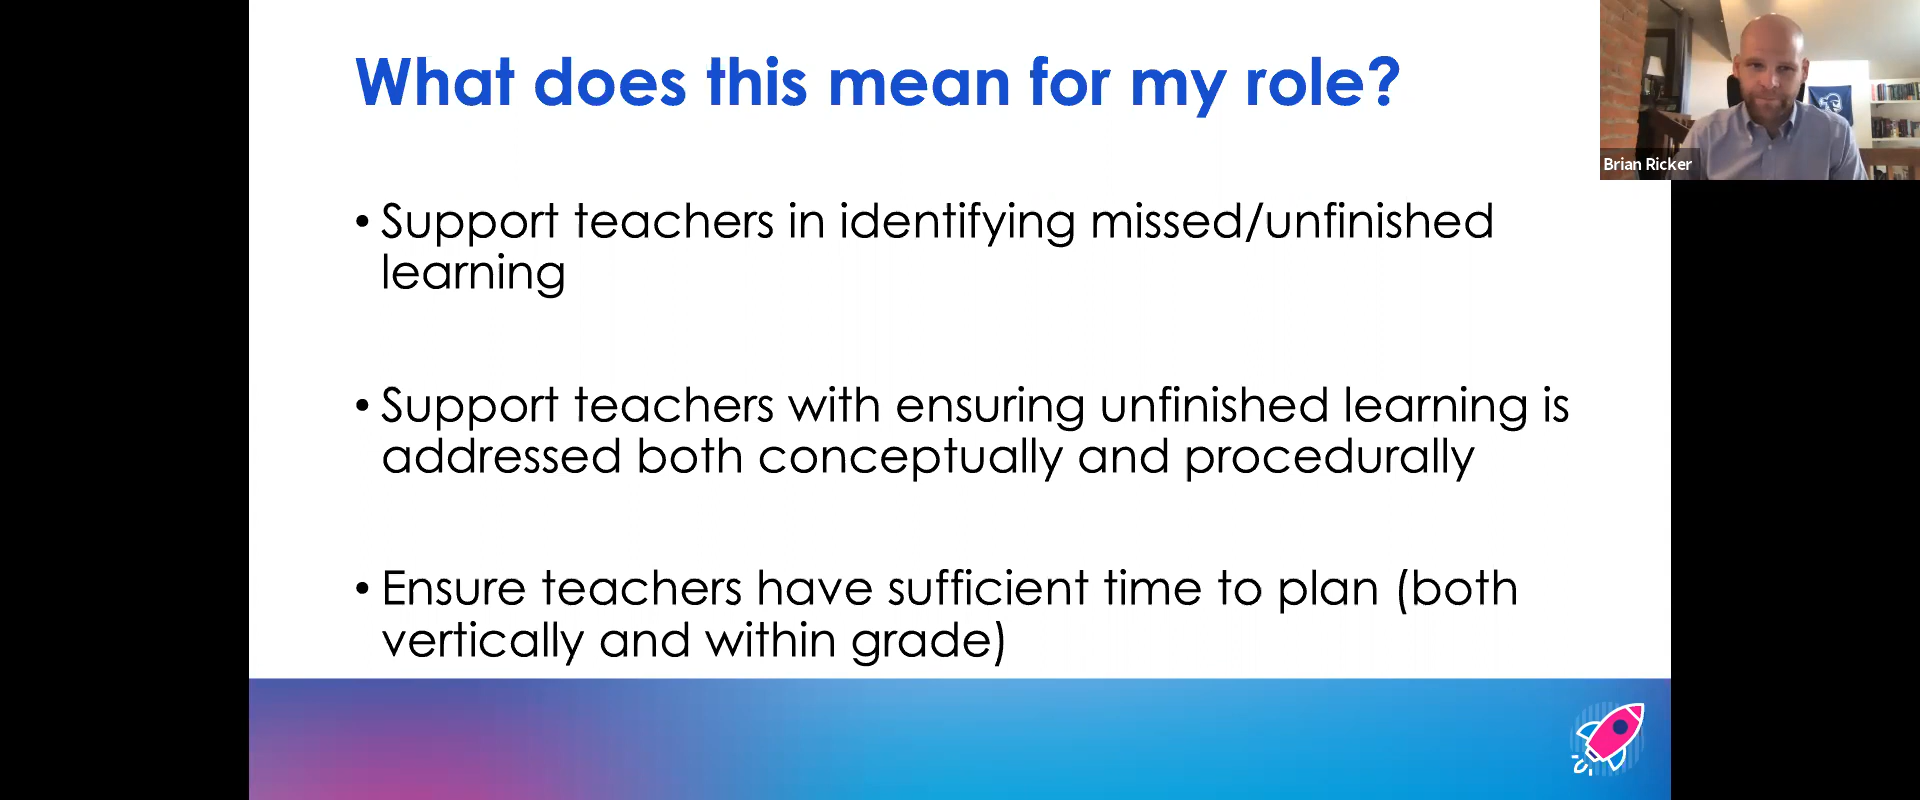 What does this mean for my role?
Brian Ricker
• Support teachers in identifying missed/unfinished
learning
• Support teachers with ensuring unfinished learning is
addressed both conceptually and procedurally
• Ensure teachers have sufficient time to plan (both
vertically and within grade)